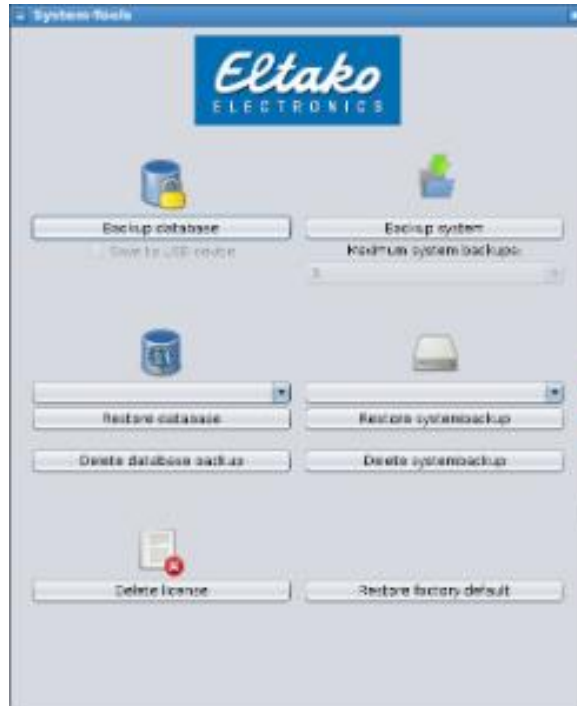 System-Tools
Eltako
ELECTRONICS
Backup database
Backup system
Save to USB device
Maximum system backups:
Restore database
Restore systembackup
Delete database backup
Delete systembackup
Delete license
Restore factory default